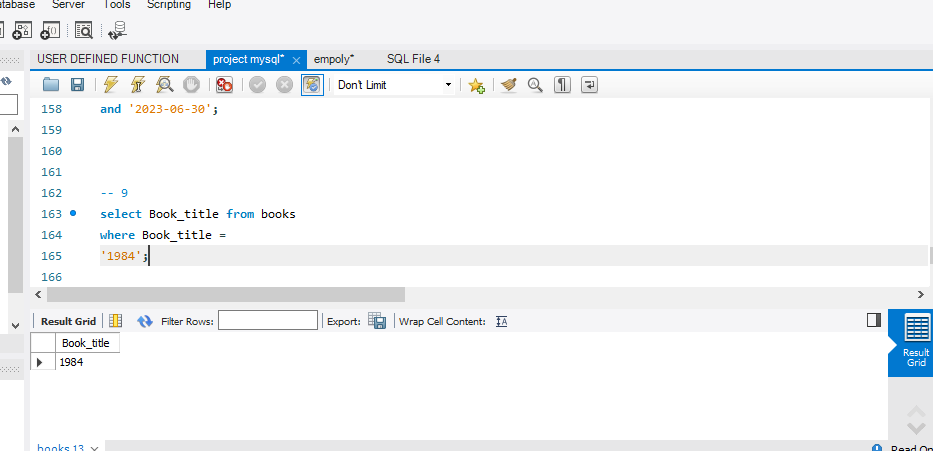 atabase Server Tools Scripting Help
USER DEFINED FUNCTION project mysql* × empoly* SQL File 4
Don't Limit
158 and '2023-06-30';
159
160
161
162 -- 9
163 select Book_title from books
164 where Book_title =
165 '1984';
166
Result Grid Filter Rows: Export: Wrap Cell Content:
Book_title
1984
Result
Grid
books 13
Read On